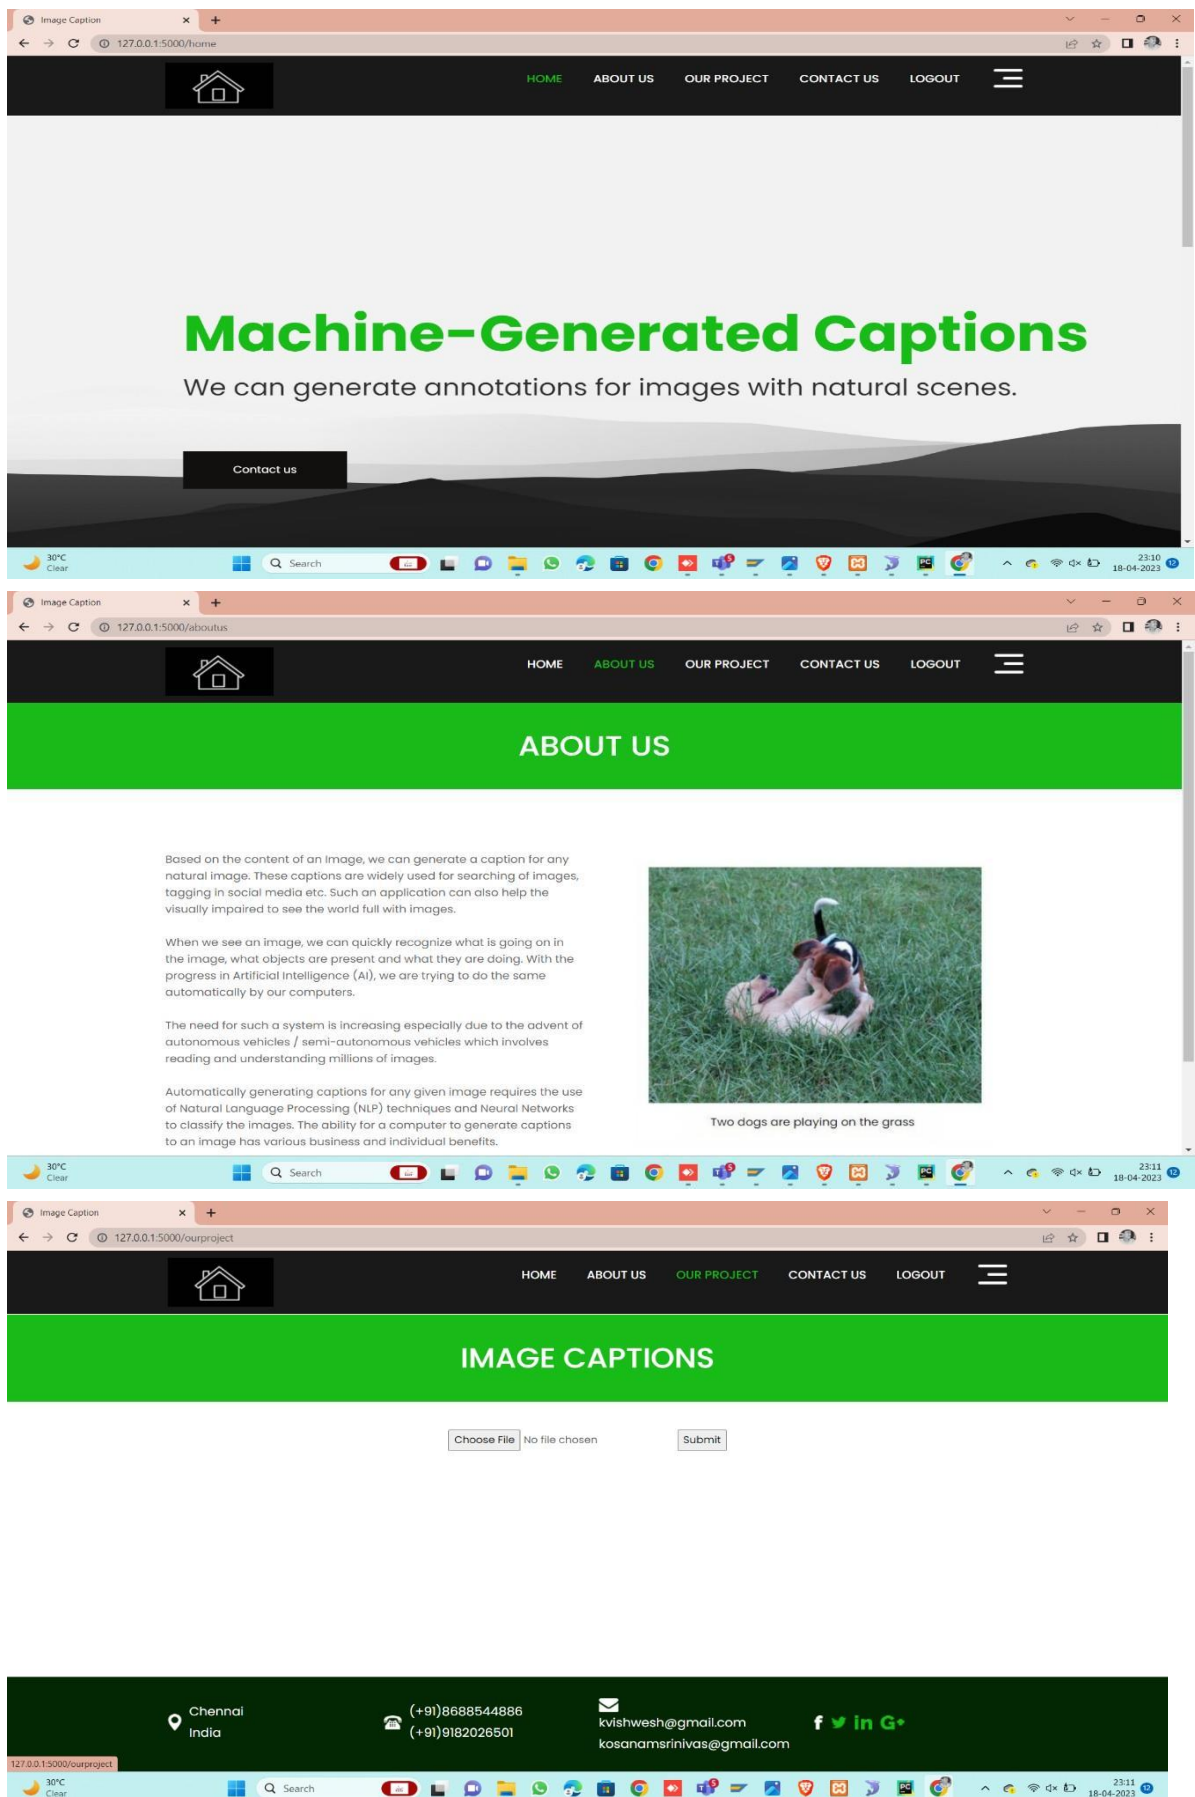 Image Caption
127.0.0.1:5000/home
HOME ABOUT US OUR PROJECT CONTACT US LOGOUT
Machine-Generated Captions
We can generate annotations for images with natural scenes.
Contact us
30°C
Clear
Search
23:10
18-04-2023
Image Caption
127.0.0.1:5000/aboutus
HOME ABOUT US OUR PROJECT CONTACT US LOGOUT
ABOUT US
Based on the content of an Image, we can generate a caption for any
natural image. These captions are widely used for searching of images,
tagging in social media etc. Such an application can also help the
visually impaired to see the world full with images.
When we see an image, we can quickly recognize what is going on in
the image, what objects are present and what they are doing. With the
progress in Artificial Intelligence (AI), we are trying to do the same
automatically by our computers.
The need for such a system is increasing especially due to the advent of
autonomous vehicles / semi-autonomous vehicles which involves
reading and understanding millions of images.
Automatically generating captions for any given image requires the use
of Natural Language Processing (NLP) techniques and Neural Networks
to classify the images. The ability for a computer to generate captions
to an image has various business and individual benefits.
Two dogs are playing on the grass
30°C
Clear
Search
23:11
18-04-2023
Image Caption
127.0.0.1:5000/ourproject
HOME ABOUT US OUR PROJECT CONTACT US LOGOUT
IMAGE CAPTIONS
Choose File No file chosen Submit
Chennai
India
(+91)8688544886
(+91)9182026501
kvishwesh@gmail.com
kosanamsrinivas@gmail.com
127.0.0.1:5000/ourproject
30°C
Clear
Search
23:11
18-04-2023